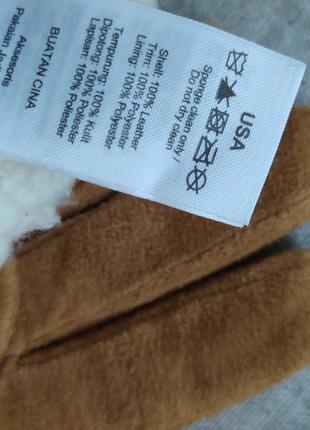 USA
Sponge clean only /
Do not dry clean
Shell: 100% Leather
Trim: 100% Polyester
Lining: 100% Polyester
Tempurung: 100% Kulit
Dipotong: 100% Poliester
Lapisan: 100% Poliester
BUATAN CINA
Aksesoris
Pakaian